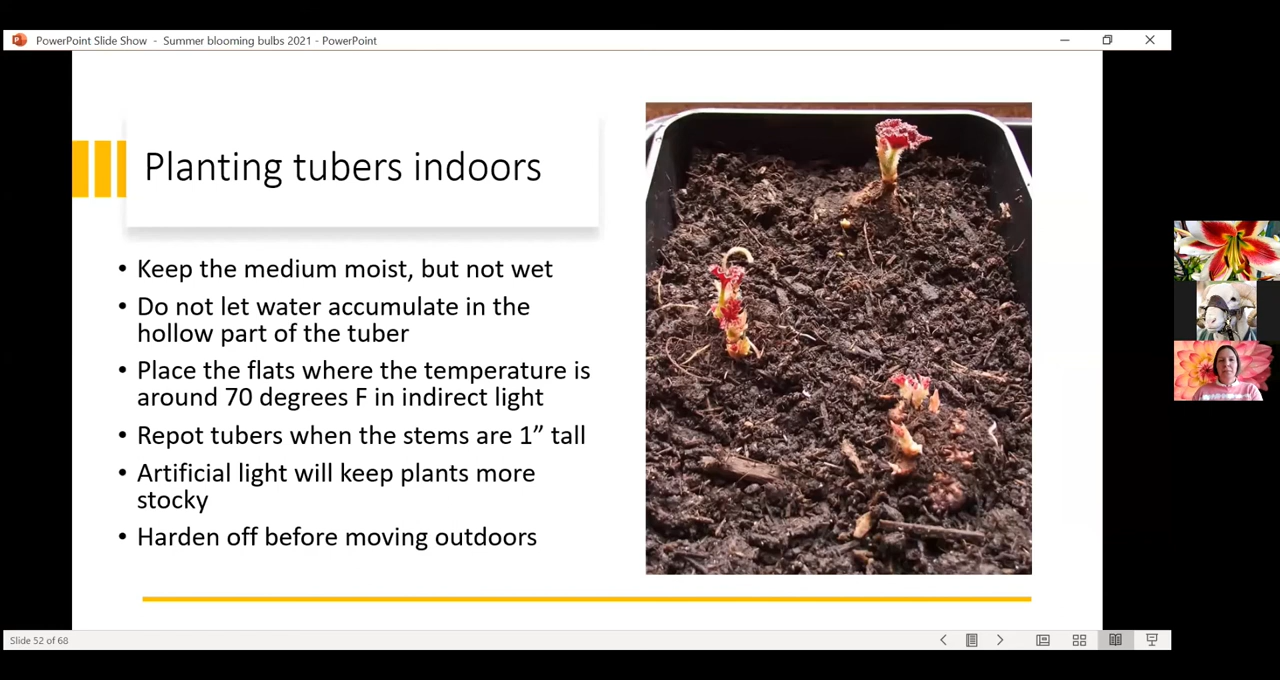 PowerPoint Slide Show - Summer blooming bulbs 2021 - PowerPoint
Planting tubers indoors
• Keep the medium moist, but not wet
• Do not let water accumulate in the
hollow part of the tuber
• Place the flats where the temperature is
around 70 degrees F in indirect light
• Repot tubers when the stems are 1” tall
• Artificial light will keep plants more
stocky
• Harden off before moving outdoors
Slide 52 of 68